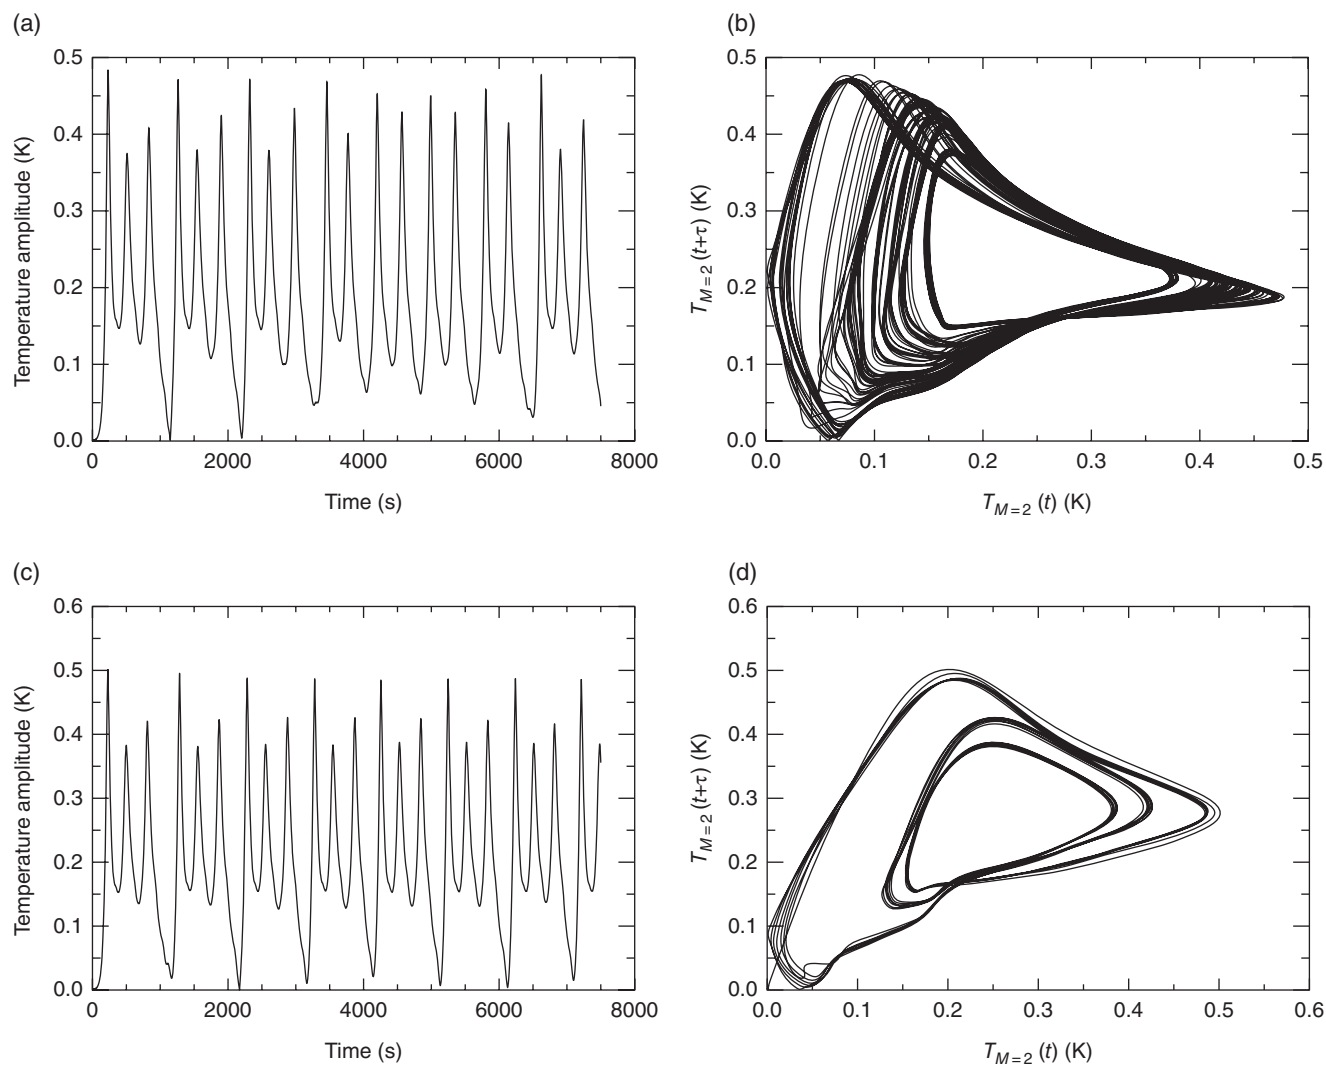 (a)
0.5
0.4
0.3
0.2
0.1
0.0
Temperature amplitude (K)
0 2000 4000 6000 8000
Time (s)
(b)
0.5
0.4
0.3
0.2
0.1
0.0
T_{M=2} (t+τ) (K)
0.0 0.1 0.2 0.3 0.4 0.5
T_{M=2} (t) (K)
(c)
0.6
0.5
0.4
0.3
0.2
0.1
0.0
Temperature amplitude (K)
0 2000 4000 6000 8000
Time (s)
(d)
0.6
0.5
0.4
0.3
0.2
0.1
0.0
T_{M=2} (t+τ) (K)
0.0 0.1 0.2 0.3 0.4 0.5 0.6
T_{M=2} (t) (K)